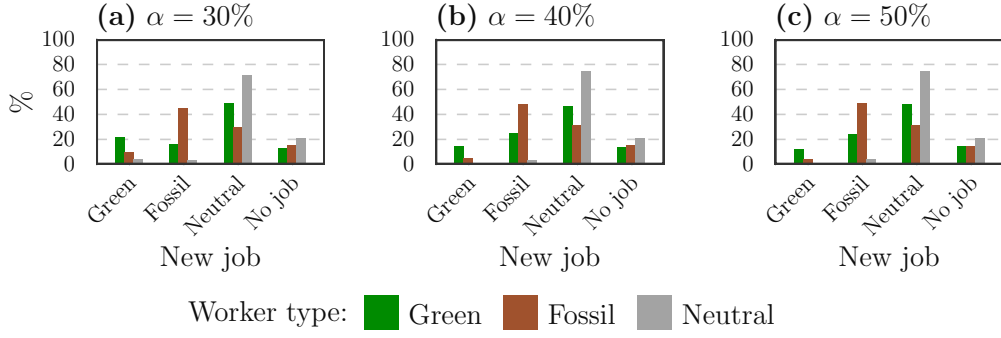 (a) α = 30%
(b) α = 40%
(c) α = 50%
%
100
80
60
40
20
0
Green
Fossil
Neutral
No job
New job
100
80
60
40
20
0
Green
Fossil
Neutral
No job
New job
100
80
60
40
20
0
Green
Fossil
Neutral
No job
New job
Worker type: Green Fossil Neutral